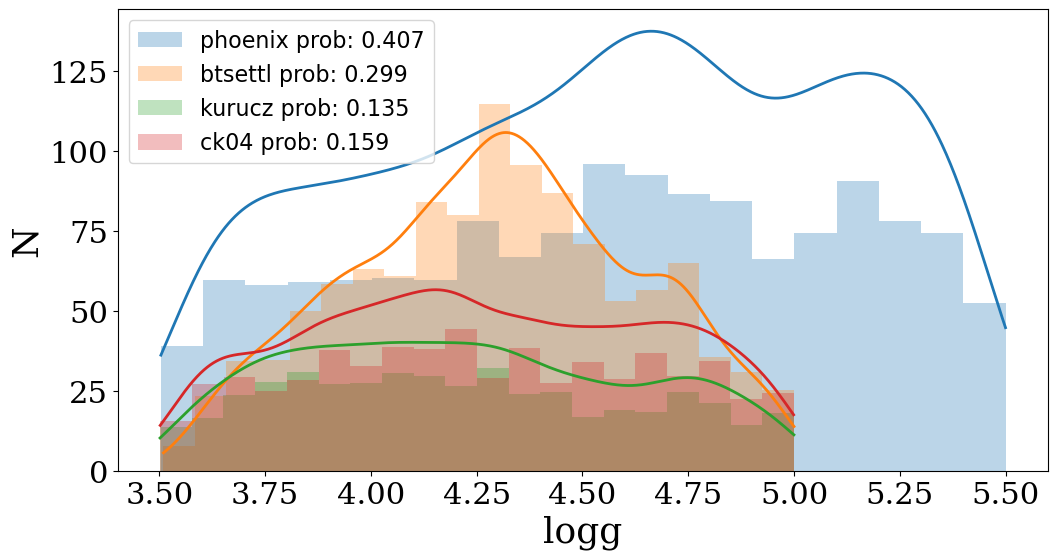 phoenix prob: 0.407
btsettl prob: 0.299
kurucz prob: 0.135
ck04 prob: 0.159
125
100
75
50
25
0
N
3.50 3.75 4.00 4.25 4.50 4.75 5.00 5.25 5.50
logg